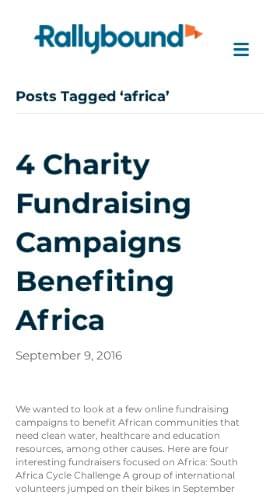 Rallybound
Posts Tagged ‘africa’
4 Charity
Fundraising
Campaigns
Benefiting
Africa
September 9, 2016
We wanted to look at a few online fundraising
campaigns to benefit African communities that
need clean water, healthcare and education
resources, among other causes. Here are four
interesting fundraisers focused on Africa: South
Africa Cycle Challenge A group of international
volunteers jumped on their bikes in September